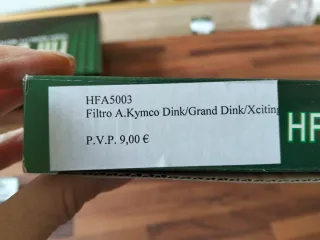 HFA5003
Filtro A.Kymco Dink/Grand Dink/Xciting
P.V.P. 9,00 €
HF